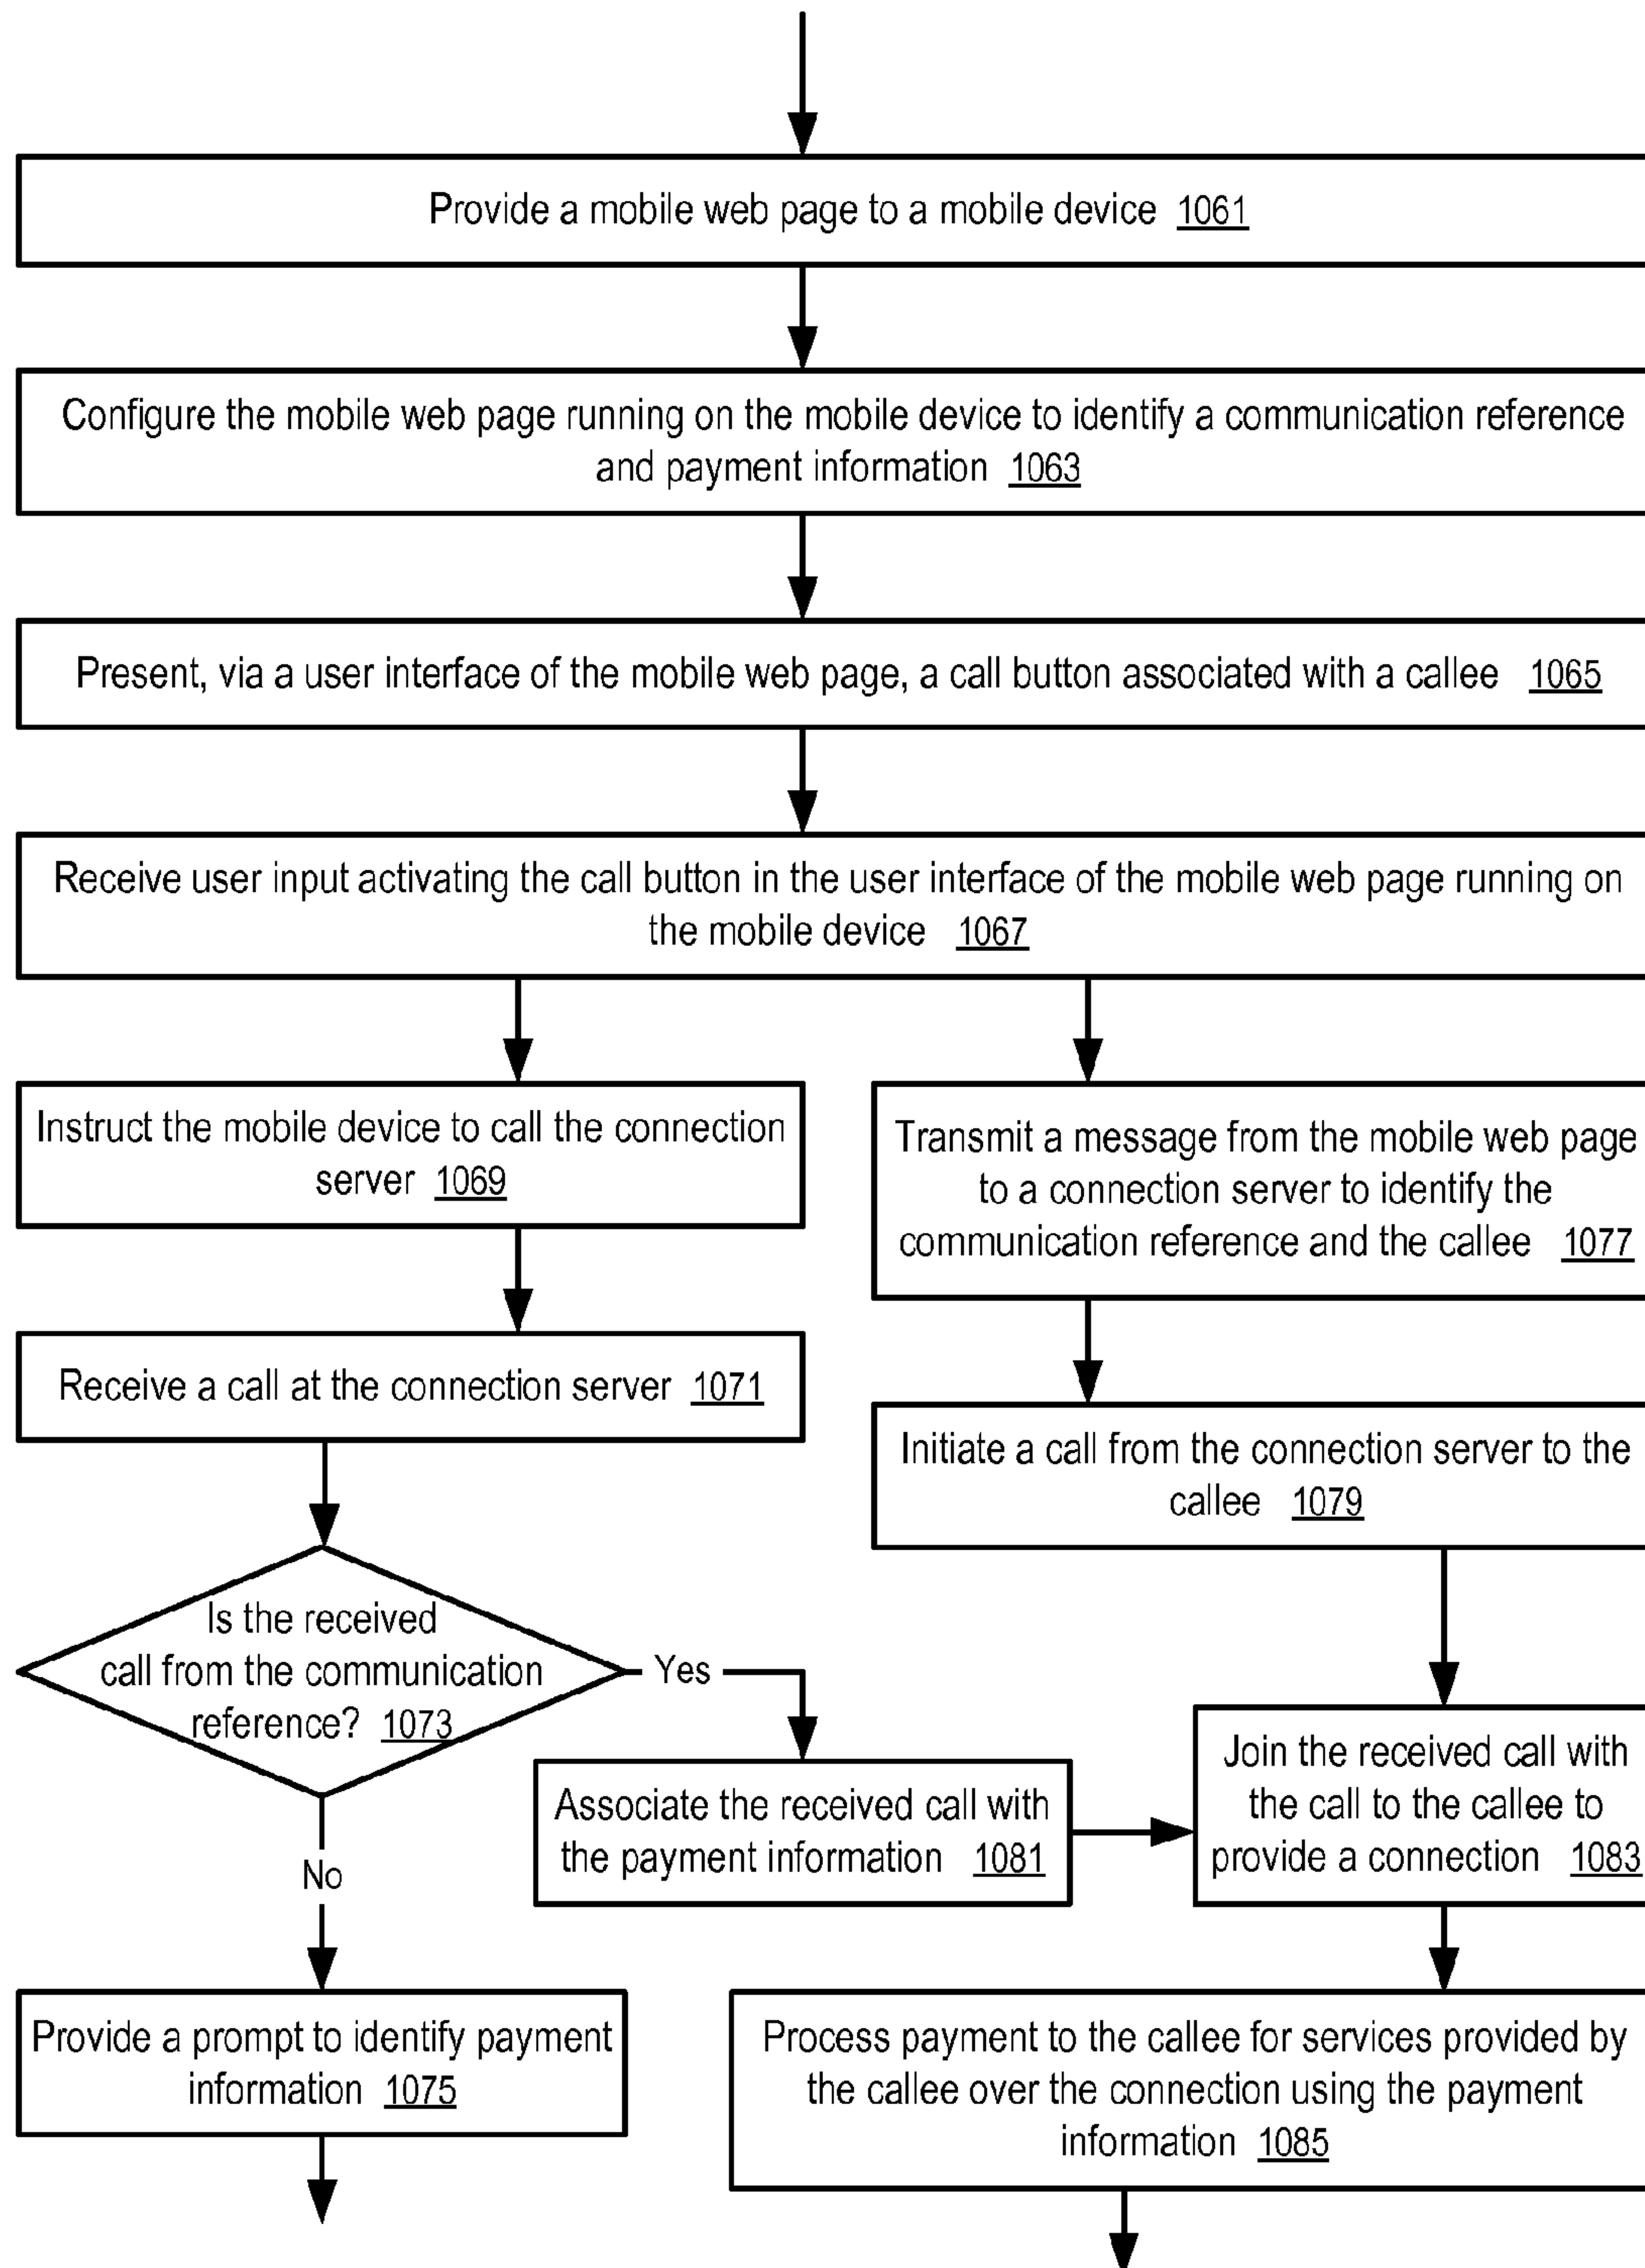 Provide a mobile web page to a mobile device 1061
Configure the mobile web page running on the mobile device to identify a communication reference
and payment information 1063
Present, via a user interface of the mobile web page, a call button associated with a callee 1065
Receive user input activating the call button in the user interface of the mobile web page running on
the mobile device 1067
Instruct the mobile device to call the connection
server 1069
Transmit a message from the mobile web page
to a connection server to identify the
communication reference and the callee 1077
Receive a call at the connection server 1071
Initiate a call from the connection server to the
callee 1079
Is the received
call from the communication
reference? 1073
Yes
No
Associate the received call with
the payment information 1081
Join the received call with
the call to the callee to
provide a connection 1083
Provide a prompt to identify payment
information 1075
Process payment to the callee for services provided by
the callee over the connection using the payment
information 1085